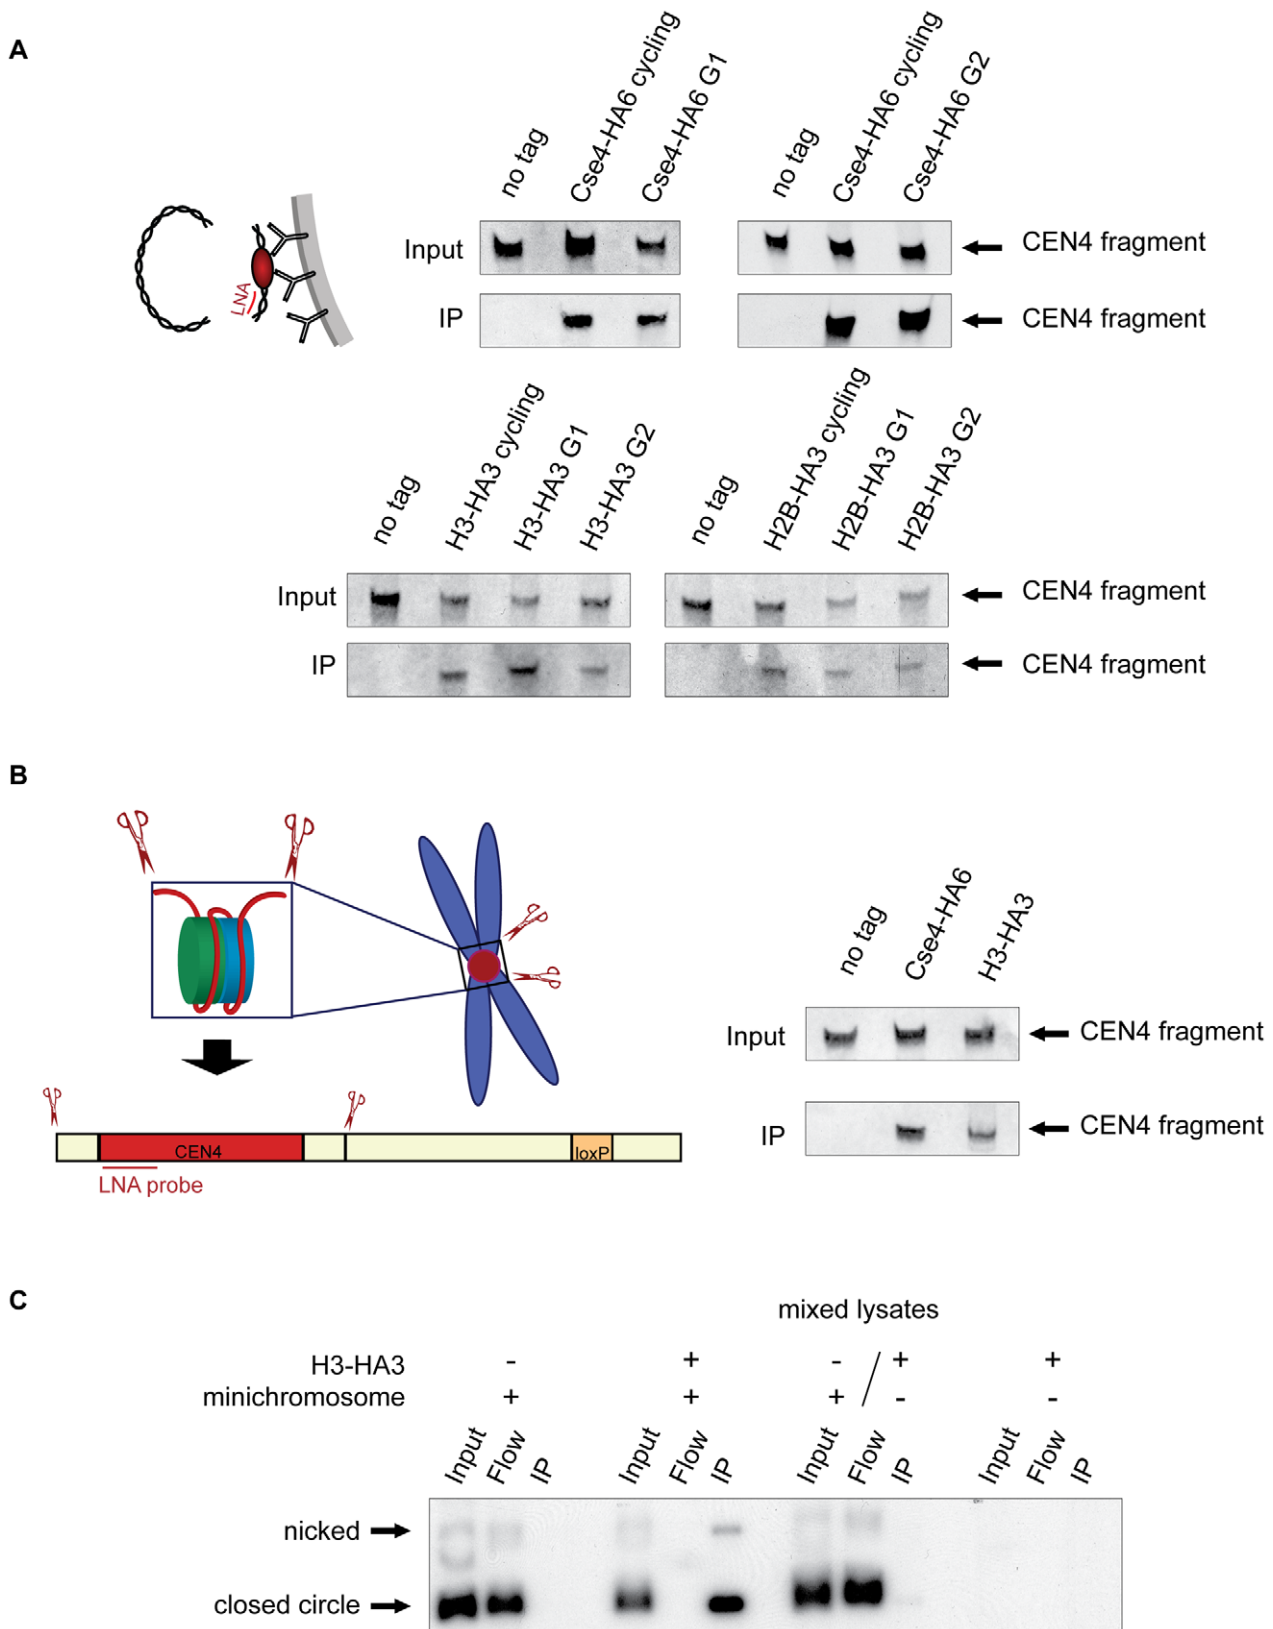 A
no tag
Cse4-HA6 cycling
Cse4-HA6 G1
no tag
Cse4-HA6 cycling
Cse4-HA6 G2
LNA
Input
CEN4 fragment
IP
CEN4 fragment
no tag
H3-HA3 cycling
H3-HA3 G1
H3-HA3 G2
no tag
H2B-HA3 cycling
H2B-HA3 G1
H2B-HA3 G2
Input
CEN4 fragment
IP
CEN4 fragment
B
no tag
Cse4-HA6
H3-HA3
Input
CEN4 fragment
IP
CEN4 fragment
CEN4
loxP
LNA probe
C
mixed lysates
H3-HA3 - + - / + +
minichromosome + + + - -
Input Flow IP Input Flow IP Input Flow IP Input Flow IP
nicked
closed circle